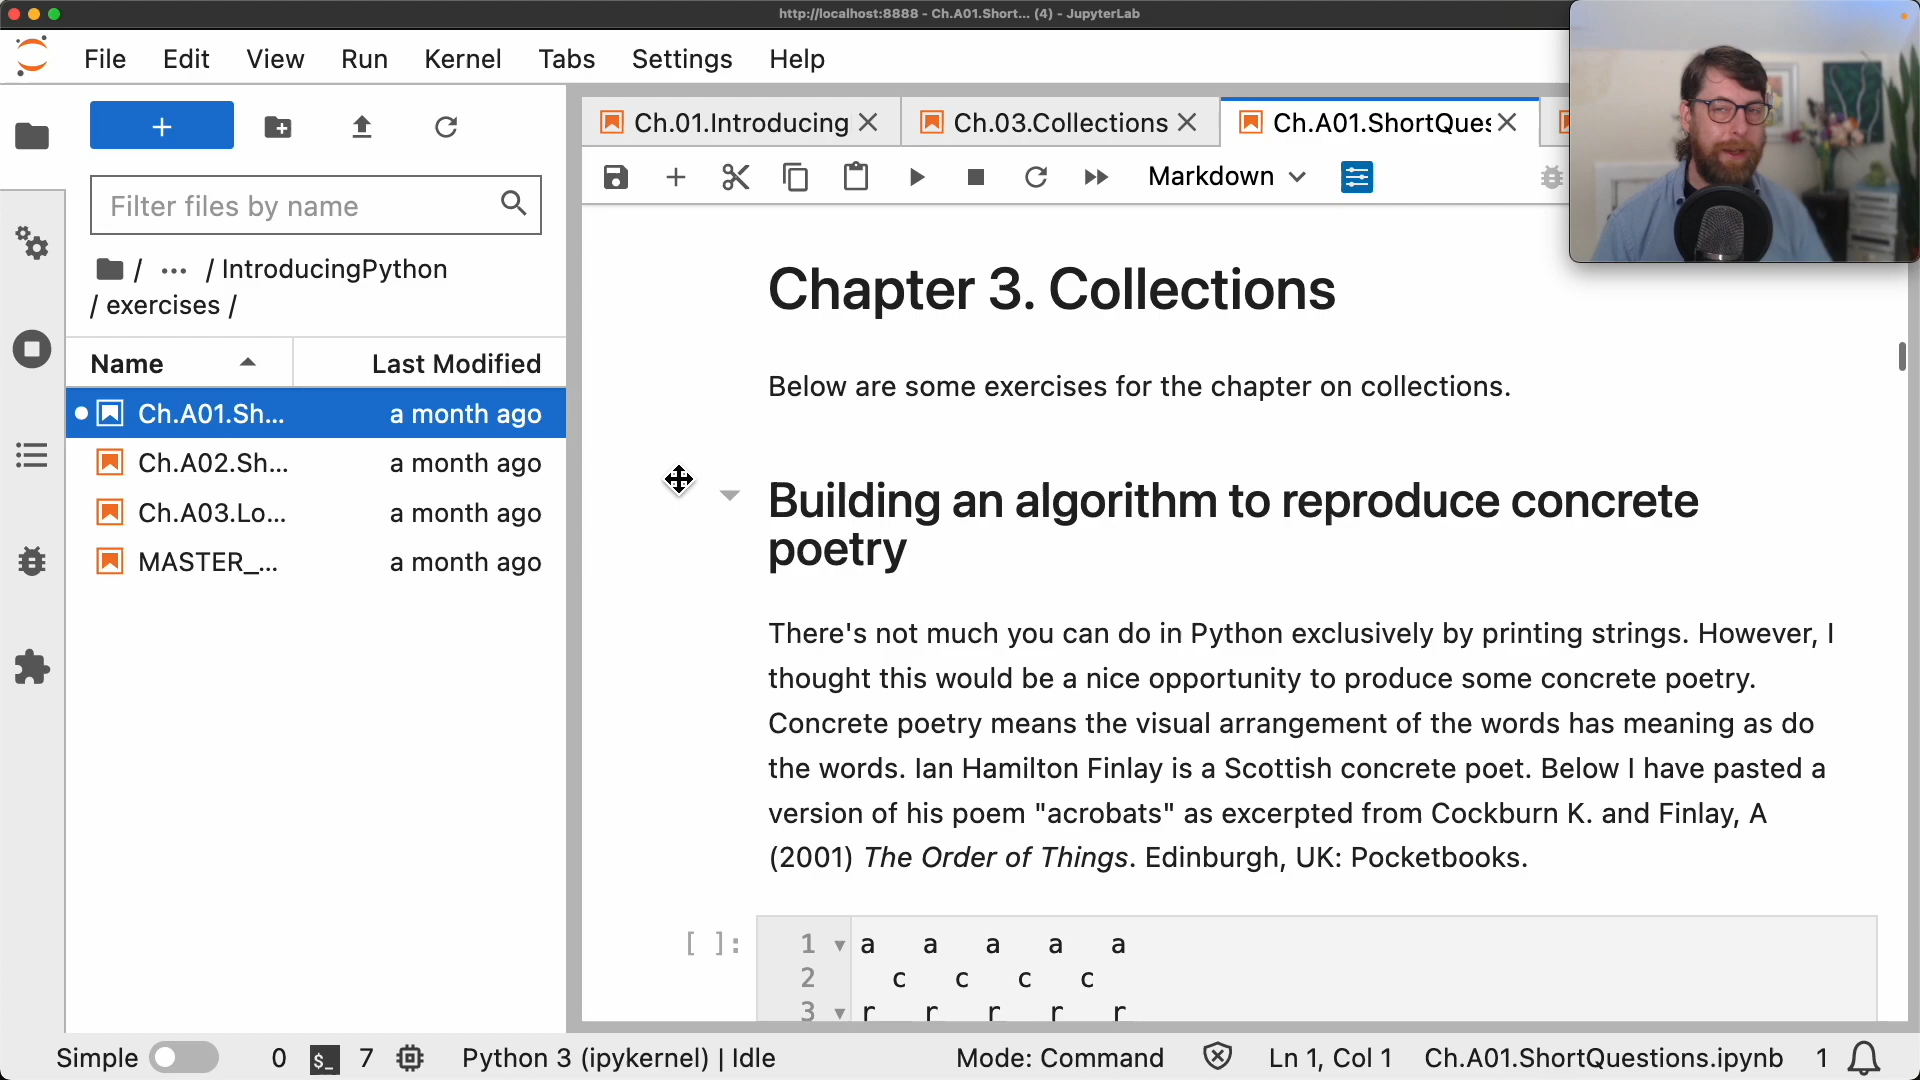 http://localhost:8888 - Ch.A01.Short... (4) - JupyterLab
File Edit View Run Kernel Tabs Settings Help
+
Filter files by name
/ ... / IntroducingPython
/ exercises /
Name Last Modified
Ch.A01.Sh... a month ago
Ch.A02.Sh... a month ago
Ch.A03.Lo... a month ago
MASTER_... a month ago
Ch.01.Introducing Ch.03.Collections Ch.A01.ShortQues
Markdown
Chapter 3. Collections
Below are some exercises for the chapter on collections.
Building an algorithm to reproduce concrete
poetry
There's not much you can do in Python exclusively by printing strings. However, I
thought this would be a nice opportunity to produce some concrete poetry.
Concrete poetry means the visual arrangement of the words has meaning as do
the words. Ian Hamilton Finlay is a Scottish concrete poet. Below I have pasted a
version of his poem "acrobats" as excerpted from Cockburn K. and Finlay, A
(2001) The Order of Things. Edinburgh, UK: Pocketbooks.
[ ]: 1 a a a a a
2 c c c c
3 r r r r r
Simple 0 $_ 7 Python 3 (ipykernel) | Idle Mode: Command Ln 1, Col 1 Ch.A01.ShortQuestions.ipynb 1